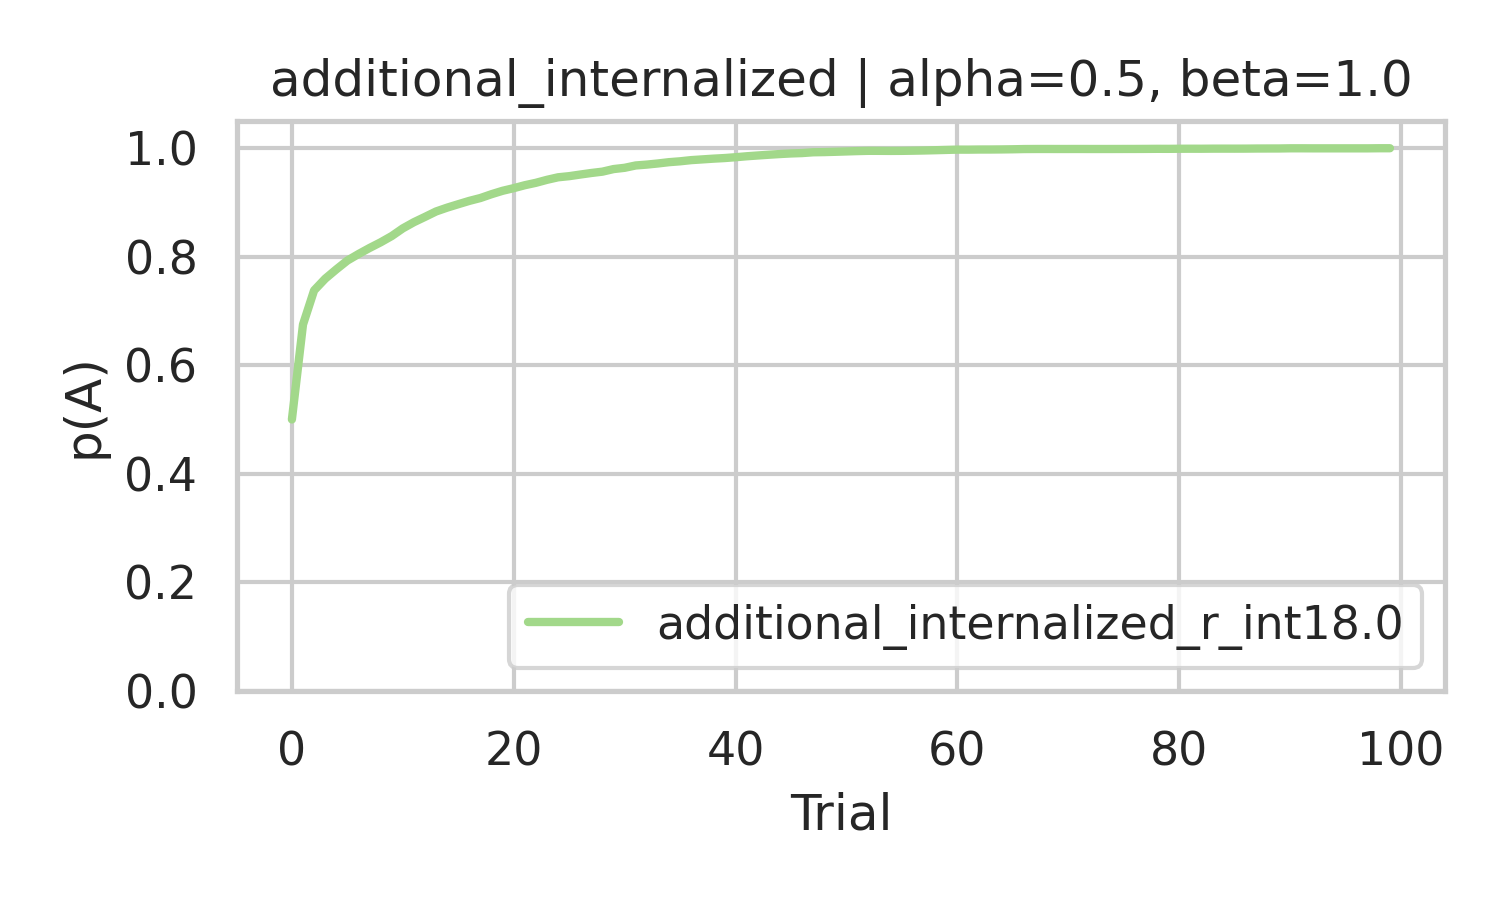 additional_internalized | alpha=0.5, beta=1.0
1.0
0.8
0.6
0.4
0.2
0.0
p(A)
additional_internalized_r_int18.0
0 20 40 60 80 100
Trial